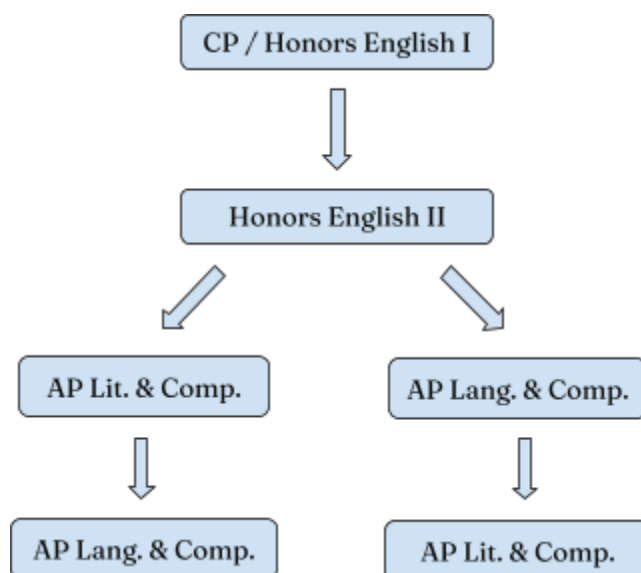 CP / Honors English I
Honors English II
AP Lit. & Comp.
AP Lang. & Comp.
AP Lang. & Comp.
AP Lit. & Comp.